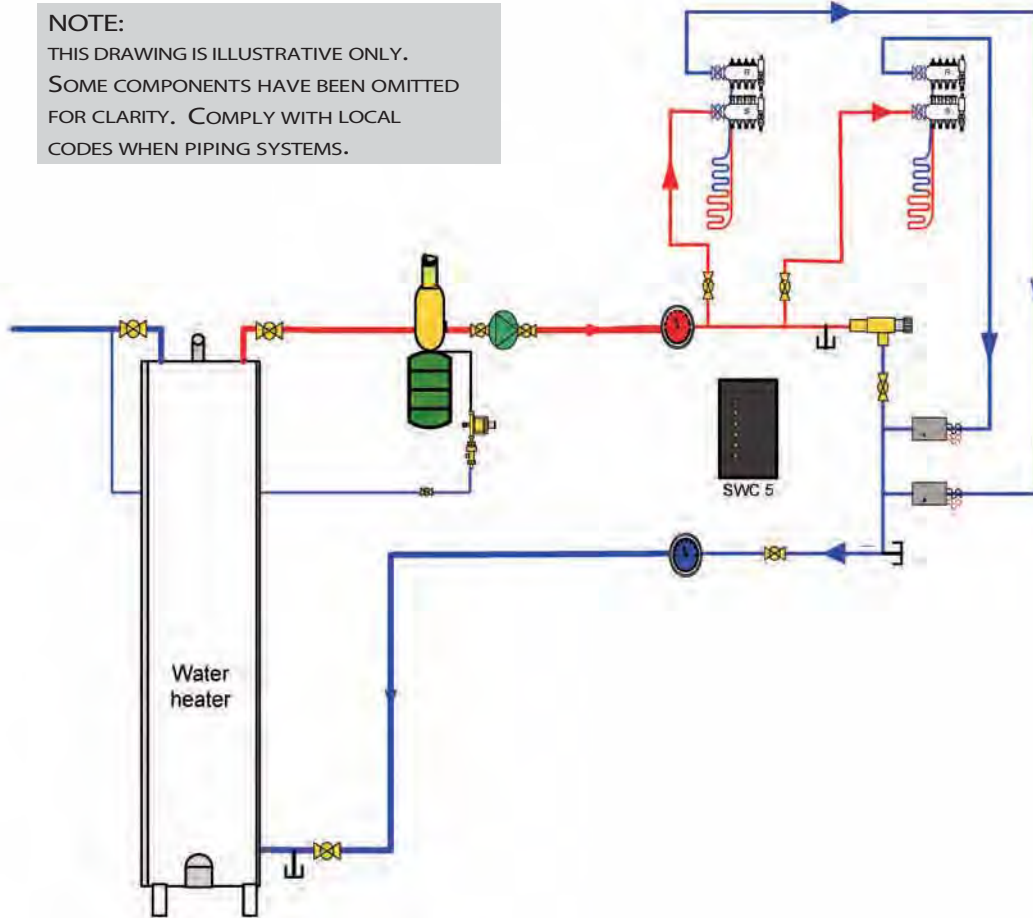 NOTE:
THIS DRAWING IS ILLUSTRATIVE ONLY.
SOME COMPONENTS HAVE BEEN OMITTED
FOR CLARITY. COMPLY WITH LOCAL
CODES WHEN PIPING SYSTEMS.
R
R
S
S
SWC 5
Water
heater